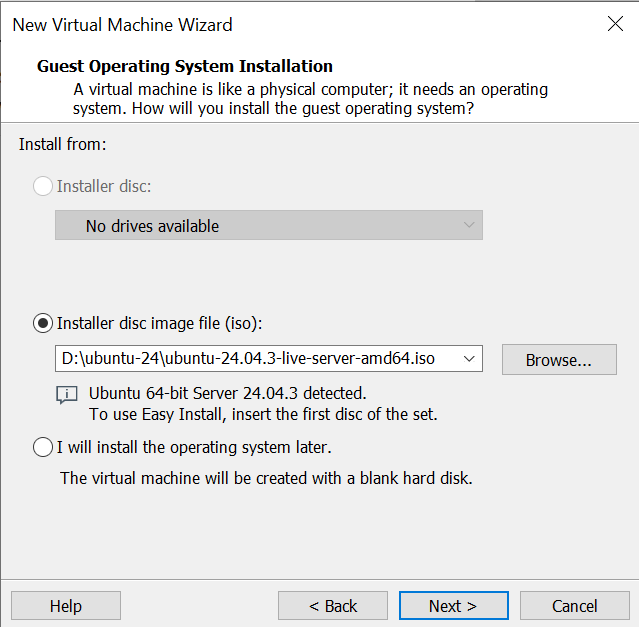 New Virtual Machine Wizard
Guest Operating System Installation
A virtual machine is like a physical computer; it needs an operating
system. How will you install the guest operating system?
Install from:
Installer disc:
No drives available
Installer disc image file (iso):
D:\ubuntu-24\ubuntu-24.04.3-live-server-amd64.iso
Browse...
Ubuntu 64-bit Server 24.04.3 detected.
To use Easy Install, insert the first disc of the set.
I will install the operating system later.
The virtual machine will be created with a blank hard disk.
Help
< Back
Next >
Cancel